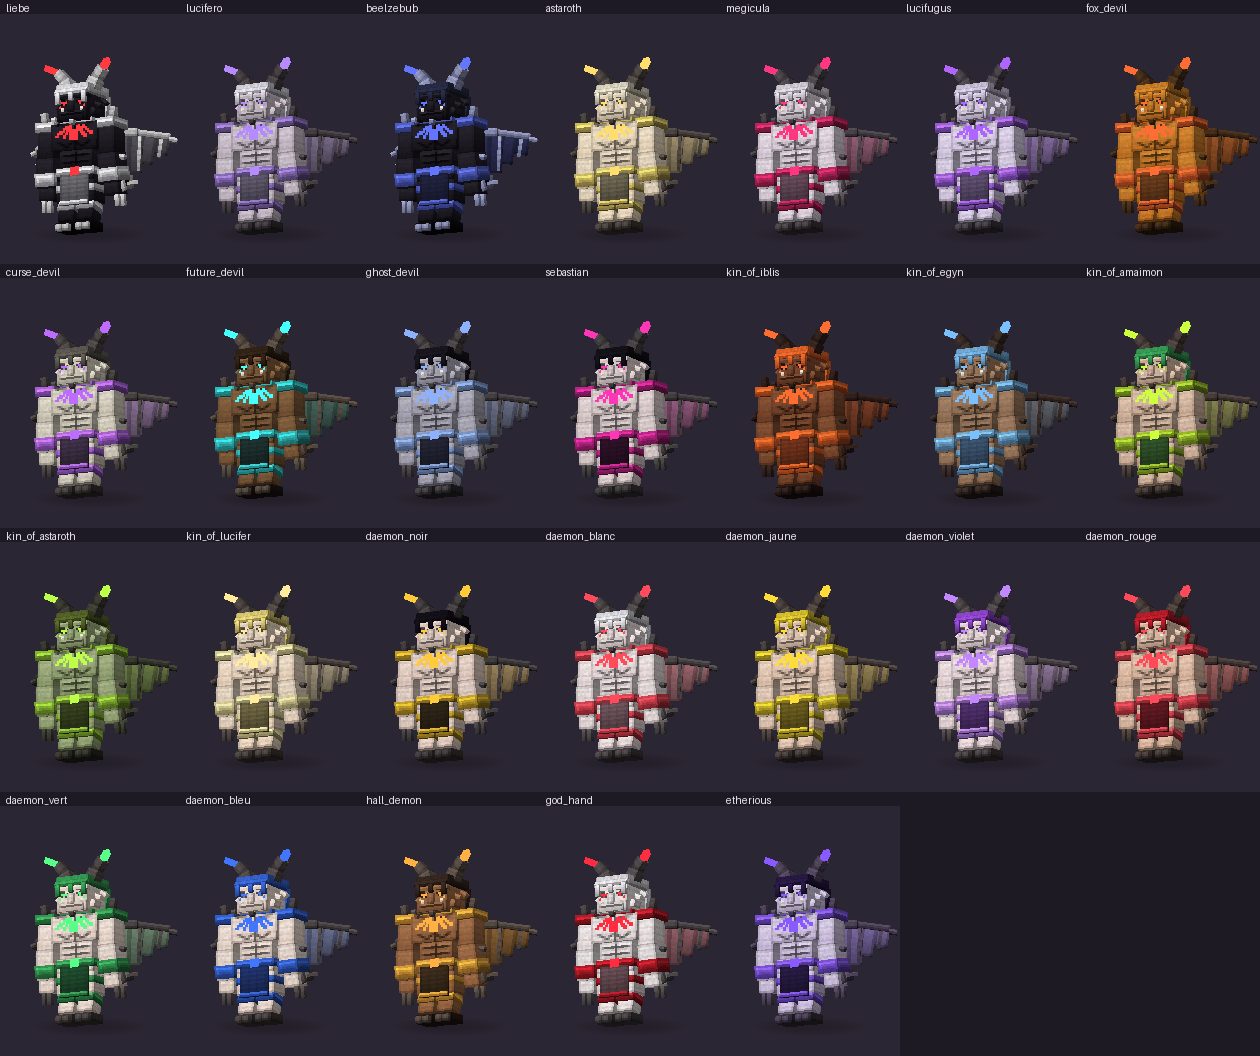 liebe lucifero beelzebub astaroth megicula lucifugus fox_devil
curse_devil future_devil ghost_devil sebastian kin_of_iblis kin_of_egyn kin_of_amaimon
kin_of_astaroth kin_of_lucifer daemon_noir daemon_blanc daemon_jaune daemon_violet daemon_rouge
daemon_vert daemon_bleu hall_demon god_hand etherious